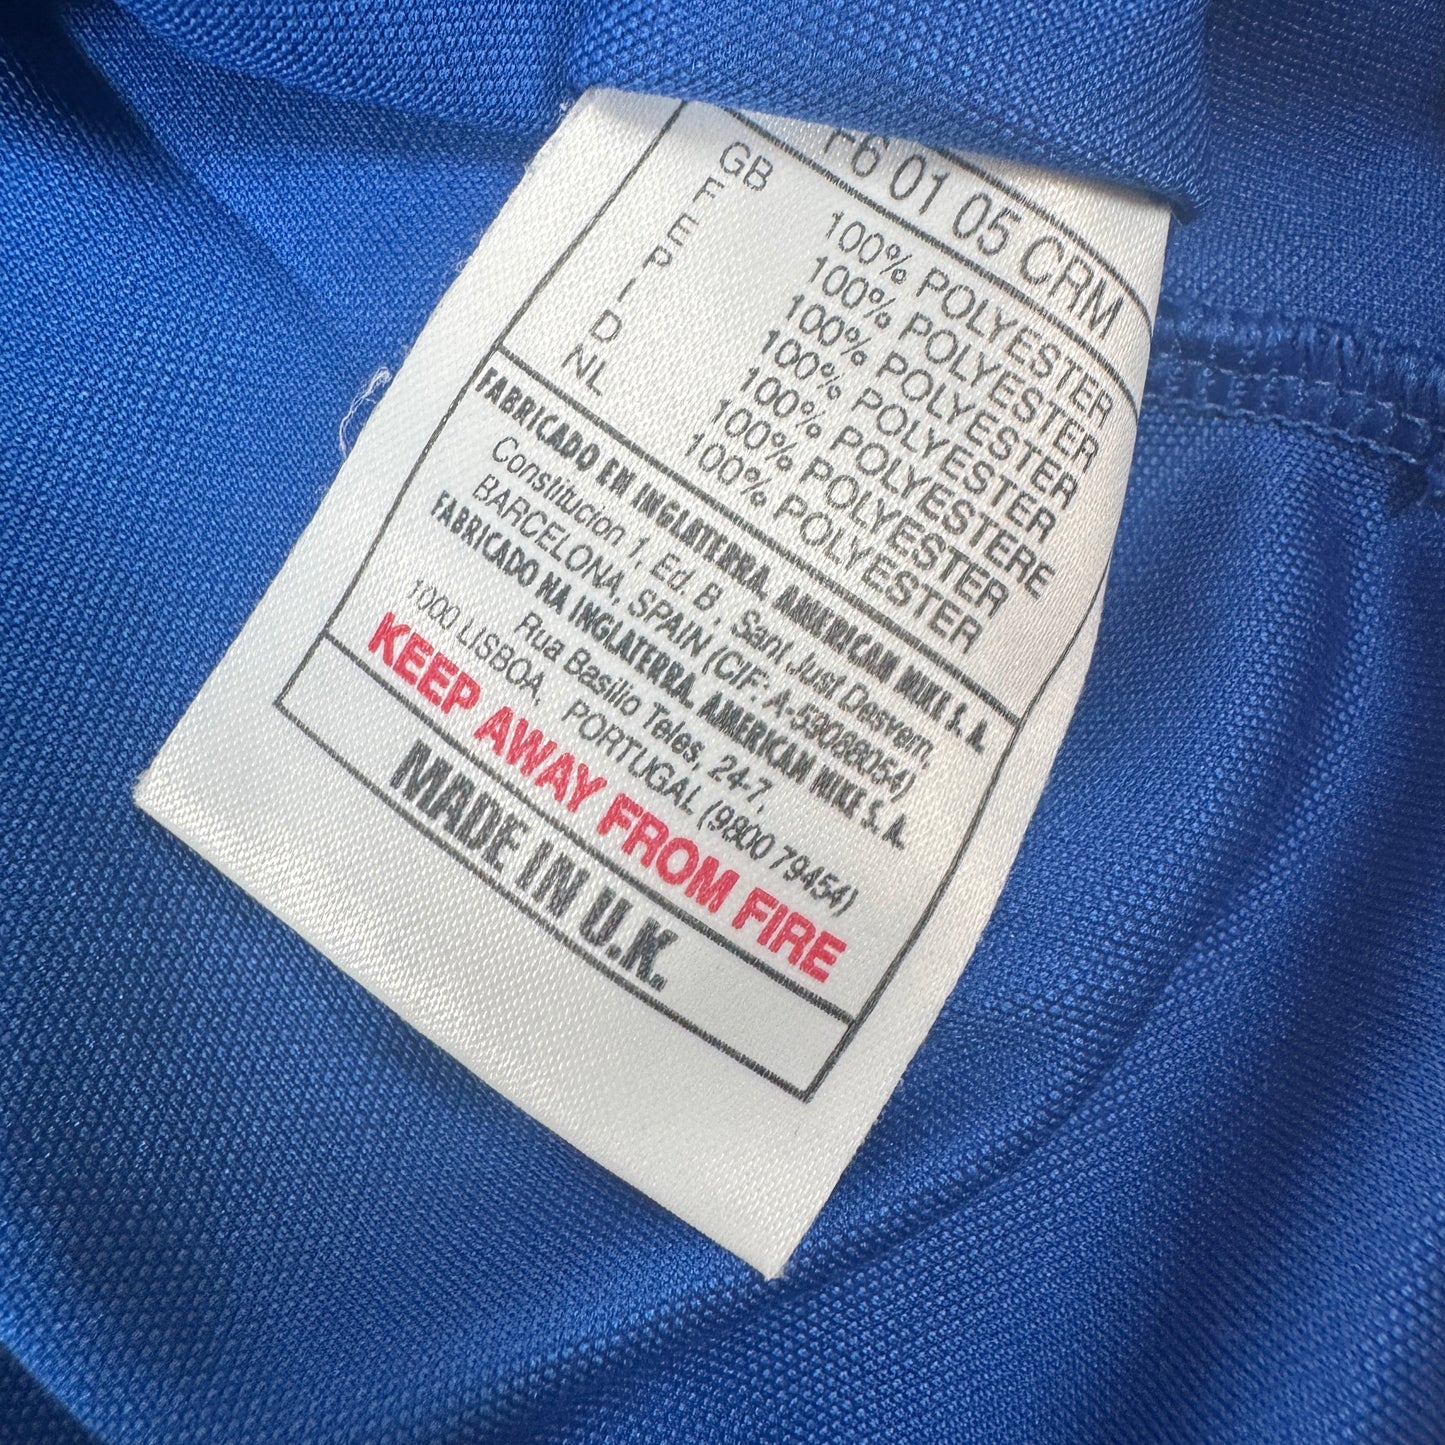 F6 01 05 CRM
GB 100% POLYESTER
F 100% POLYESTER
E 100% POLYESTER
P 100% POLYESTER
I 100% POLYESTERE
D 100% POLYESTER
NL 100% POLYESTER
FABRICADO EN INGLATERRA, AMERICAN NIKE S.A.
Constitucion 1, Ed. B, Sant Just Desvern,
BARCELONA, SPAIN (CIF: A-59088054)
FABRICADO NA INGLATERRA, AMERICAN NIKE S.A.
Rua Basilio Teles, 24-7,
1000 LISBOA, PORTUGAL (9800 79454)
KEEP AWAY FROM FIRE
MADE IN U.K.